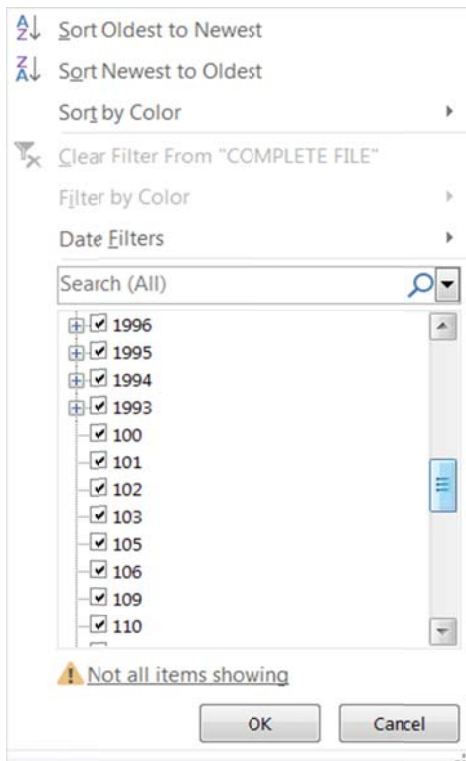 Sort Oldest to Newest
Sort Newest to Oldest
Sort by Color
Clear Filter From "COMPLETE FILE"
Filter by Color
Date Filters
Search (All)
1996
1995
1994
1993
100
101
102
103
105
106
109
110
Not all items showing
OK Cancel